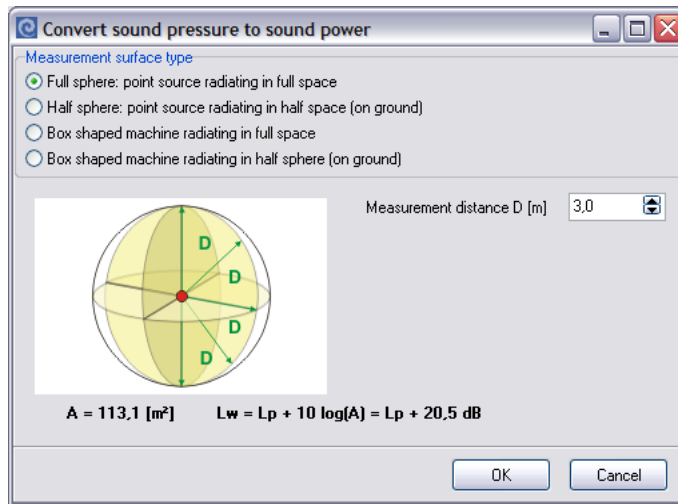 Convert sound pressure to sound power
Measurement surface type
Full sphere: point source radiating in full space
Half sphere: point source radiating in half space (on ground)
Box shaped machine radiating in full space
Box shaped machine radiating in half sphere (on ground)
Measurement distance D [m] 3,0
D
D
D
D
A = 113,1 [m²] Lw = Lp + 10 log(A) = Lp + 20,5 dB
OK Cancel